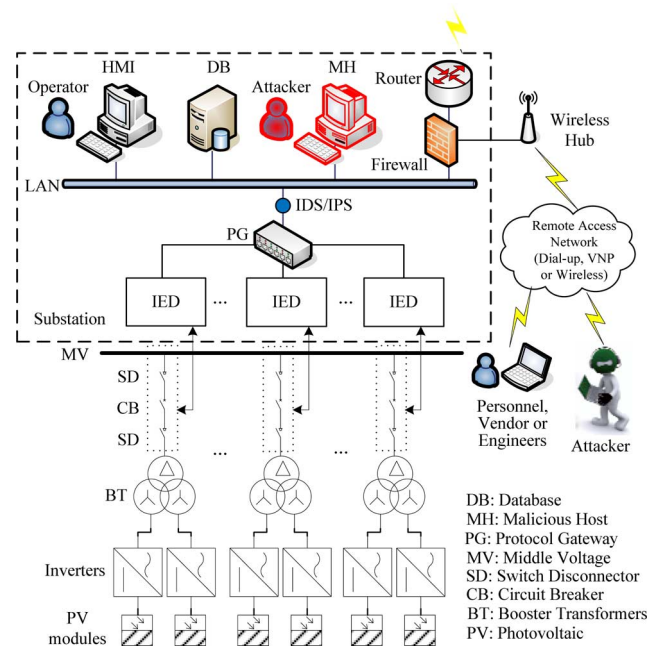 HMI
DB
MH
Router
Operator
Attacker
Firewall
Wireless
Hub
LAN
IDS/IPS
PG
Remote Access
Network
(Dial-up, VNP
or Wireless)
IED
...
IED
...
IED
Substation
MV
SD
CB
SD
...
...
BT
Personnel,
Vendor or
Engineers
Attacker
Inverters
PV
modules
DB: Database
MH: Malicious Host
PG: Protocol Gateway
MV: Middle Voltage
SD: Switch Disconnector
CB: Circuit Breaker
BT: Booster Transformers
PV: Photovoltaic